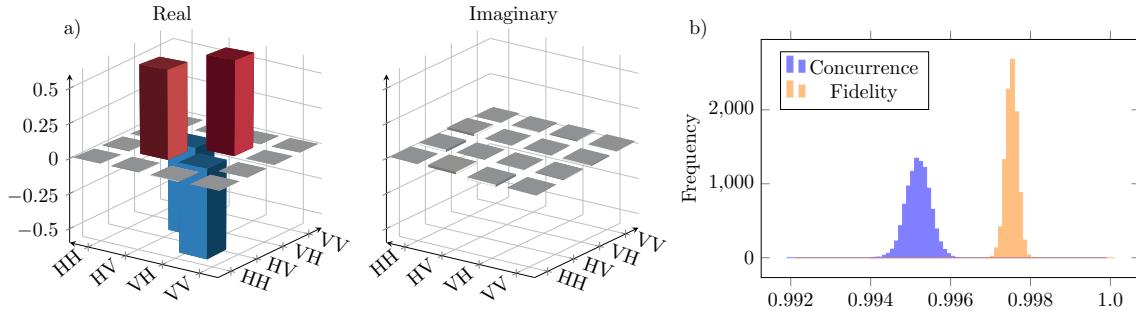 a)
Real
0.5
0.25
0
−0.25
−0.5
HH
HV
VH
VV
HH
HV
VH
VV
Imaginary
HH
HV
VH
VV
HH
HV
VH
VV
b)
Concurrence
Fidelity
Frequency
2,000
1,000
0
0.992
0.994
0.996
0.998
1.0